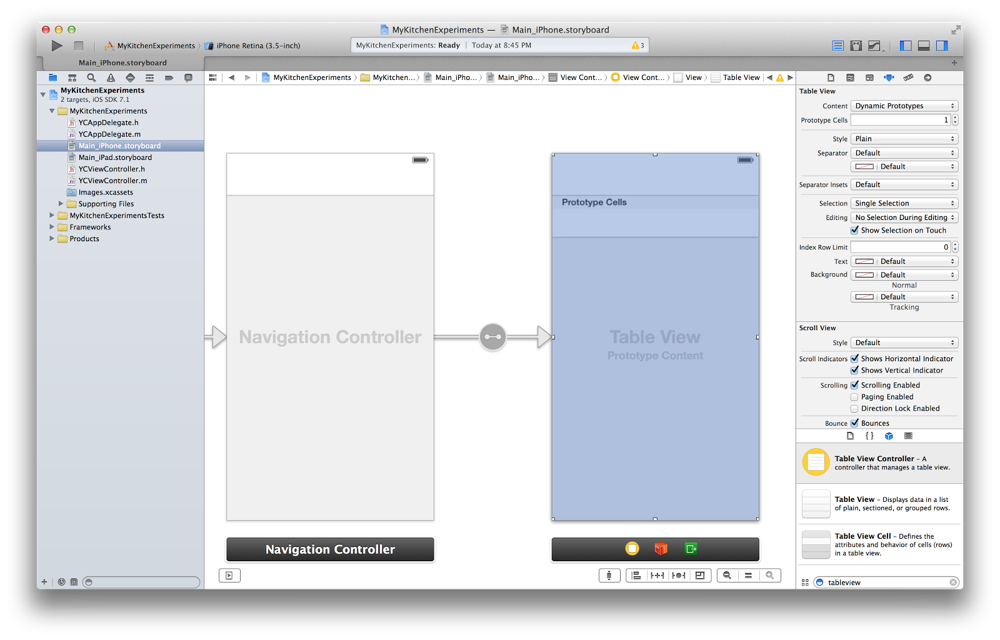 MyKitchenExperiments — Main_iPhone.storyboard
MyKitchenExperiments iPhone Retina (3.5-inch)
MyKitchenExperiments: Ready Today at 8:45 PM 3
Main_iPhone.storyboard
MyKitchenExperiments MyKitchen... Main_iPho... Main_iPho... View Cont... View Cont... View Table View
MyKitchenExperiments
2 targets, iOS SDK 7.1
MyKitchenExperiments
YCAppDelegate.h
YCAppDelegate.m
Main_iPhone.storyboard
Main_iPad.storyboard
YCViewController.h
YCViewController.m
Images.xcassets
Supporting Files
MyKitchenExperimentsTests
Frameworks
Products
Navigation Controller
Navigation Controller
Prototype Cells
Table View
Prototype Content
Table View
Content Dynamic Prototypes
Prototype Cells 1
Style Plain
Separator Default
Default
Separator Insets Default
Selection Single Selection
Editing No Selection During Editing
Show Selection on Touch
Index Row Limit 0
Text Default
Background Default
Normal
Default
Tracking
Scroll View
Style Default
Scroll Indicators Shows Horizontal Indicator
Shows Vertical Indicator
Scrolling Scrolling Enabled
Paging Enabled
Direction Lock Enabled
Bounce Bounces
{ }
Table View Controller – A
controller that manages a table view.
Table View – Displays data in a list
of plain, sectioned, or grouped rows.
Table View Cell – Defines the
attributes and behavior of cells (rows)
in a table view.
tableview